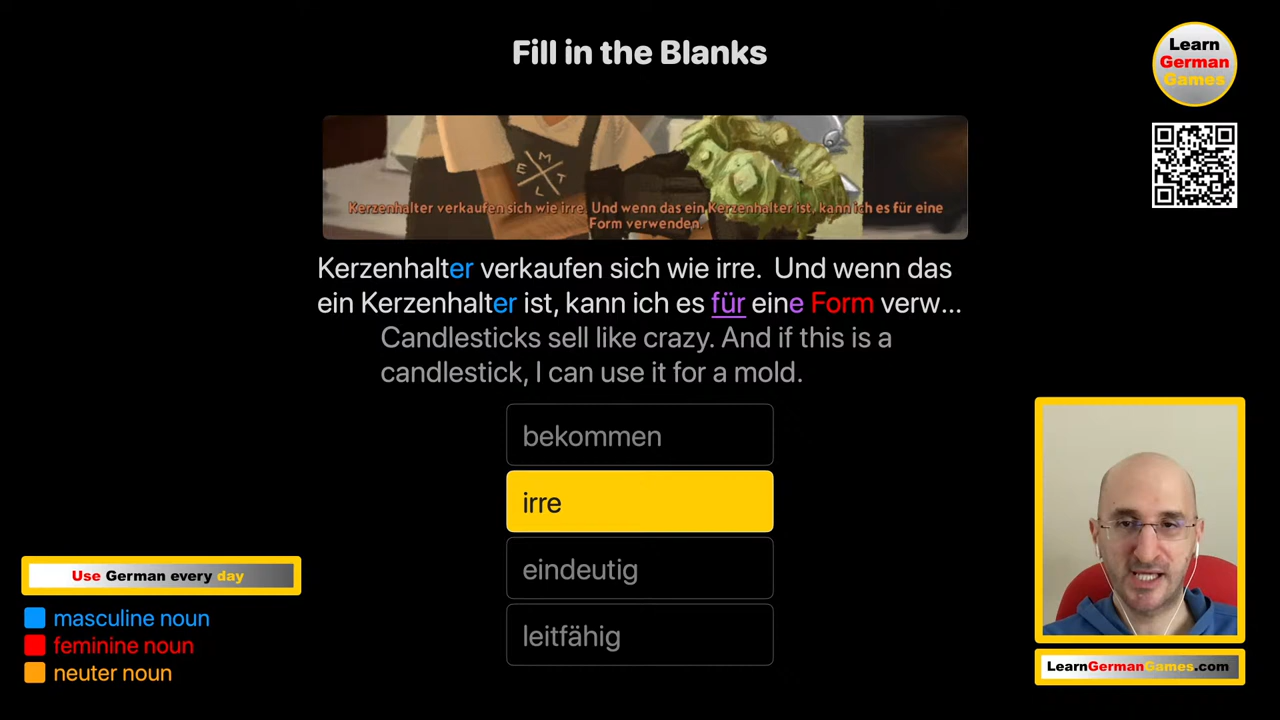 Fill in the Blanks
Learn
German
Games
M
E T
L
Kerzenhalter verkaufen sich wie irre. Und wenn das ein Kerzenhalter ist, kann ich es für eine
Form verwenden.
Kerzenhalter verkaufen sich wie irre. Und wenn das
ein Kerzenhalter ist, kann ich es für eine Form verw...
Candlesticks sell like crazy. And if this is a
candlestick, I can use it for a mold.
bekommen
irre
eindeutig
leitfähig
Use German every day
masculine noun
feminine noun
neuter noun
LearnGermanGames.com